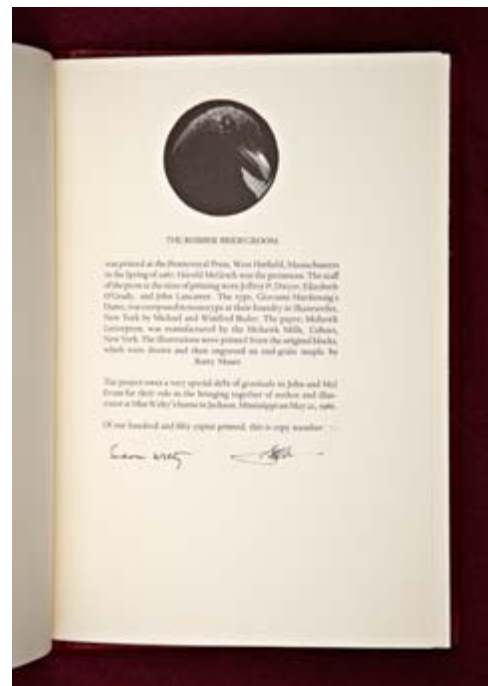 THE ROBBER BRIDEGROOM
was printed at the Pennyroyal Press, West Hatfield, Massachusetts
in the Spring of 1987. Harold McGrath was the pressman. The staff
of the press at the time of printing were Jeffrey P. Dwyer, Elizabeth
O'Grady, and John Lancaster. The type, Giovanni Mardersteig's
Dante, was composed in monotype at their foundry in
New York by Michael and Winifred Bixler. The paper, Mohawk
Letterpress, was manufactured by the Mohawk Mills, Cohoes,
New York. The illustrations were printed from the original blocks,
which were drawn and then engraved on end-grain maple by
Barry Moser
The project owes a very special debt of gratitude to John and Mel
Evans for their role in the bringing together of author and illus-
trator at Miss Welty's home in Jackson, Mississippi on May 21, 1986.
Of one hundred and fifty copies printed, this is copy number
Eudora Welty